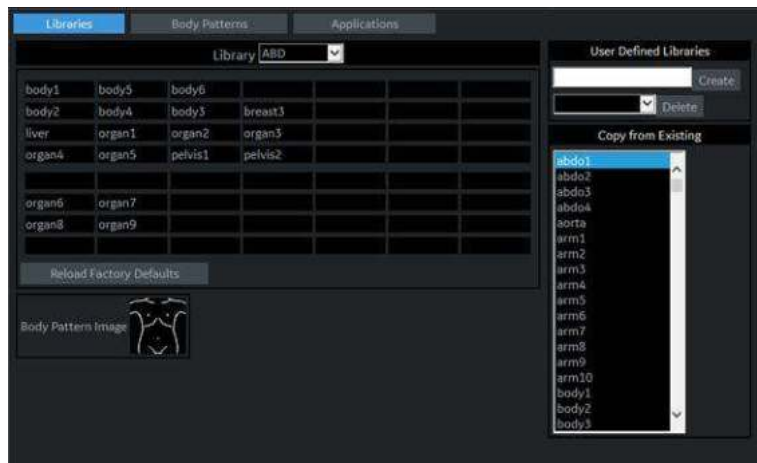 Libraries Body Patterns Applications
Library ABD
body1 body5 body6
body2 body4 body3 breast3
liver organ1 organ2 organ3
organ4 organ5 pelvis1 pelvis2
organ6 organ7
organ8 organ9
Reload Factory Defaults
Body Pattern Image
User Defined Libraries
Create
Delete
Copy from Existing
abdo1
abdo2
abdo3
abdo4
aorta
arm1
arm2
arm3
arm4
arm5
arm6
arm7
arm8
arm9
arm10
body1
body2
body3